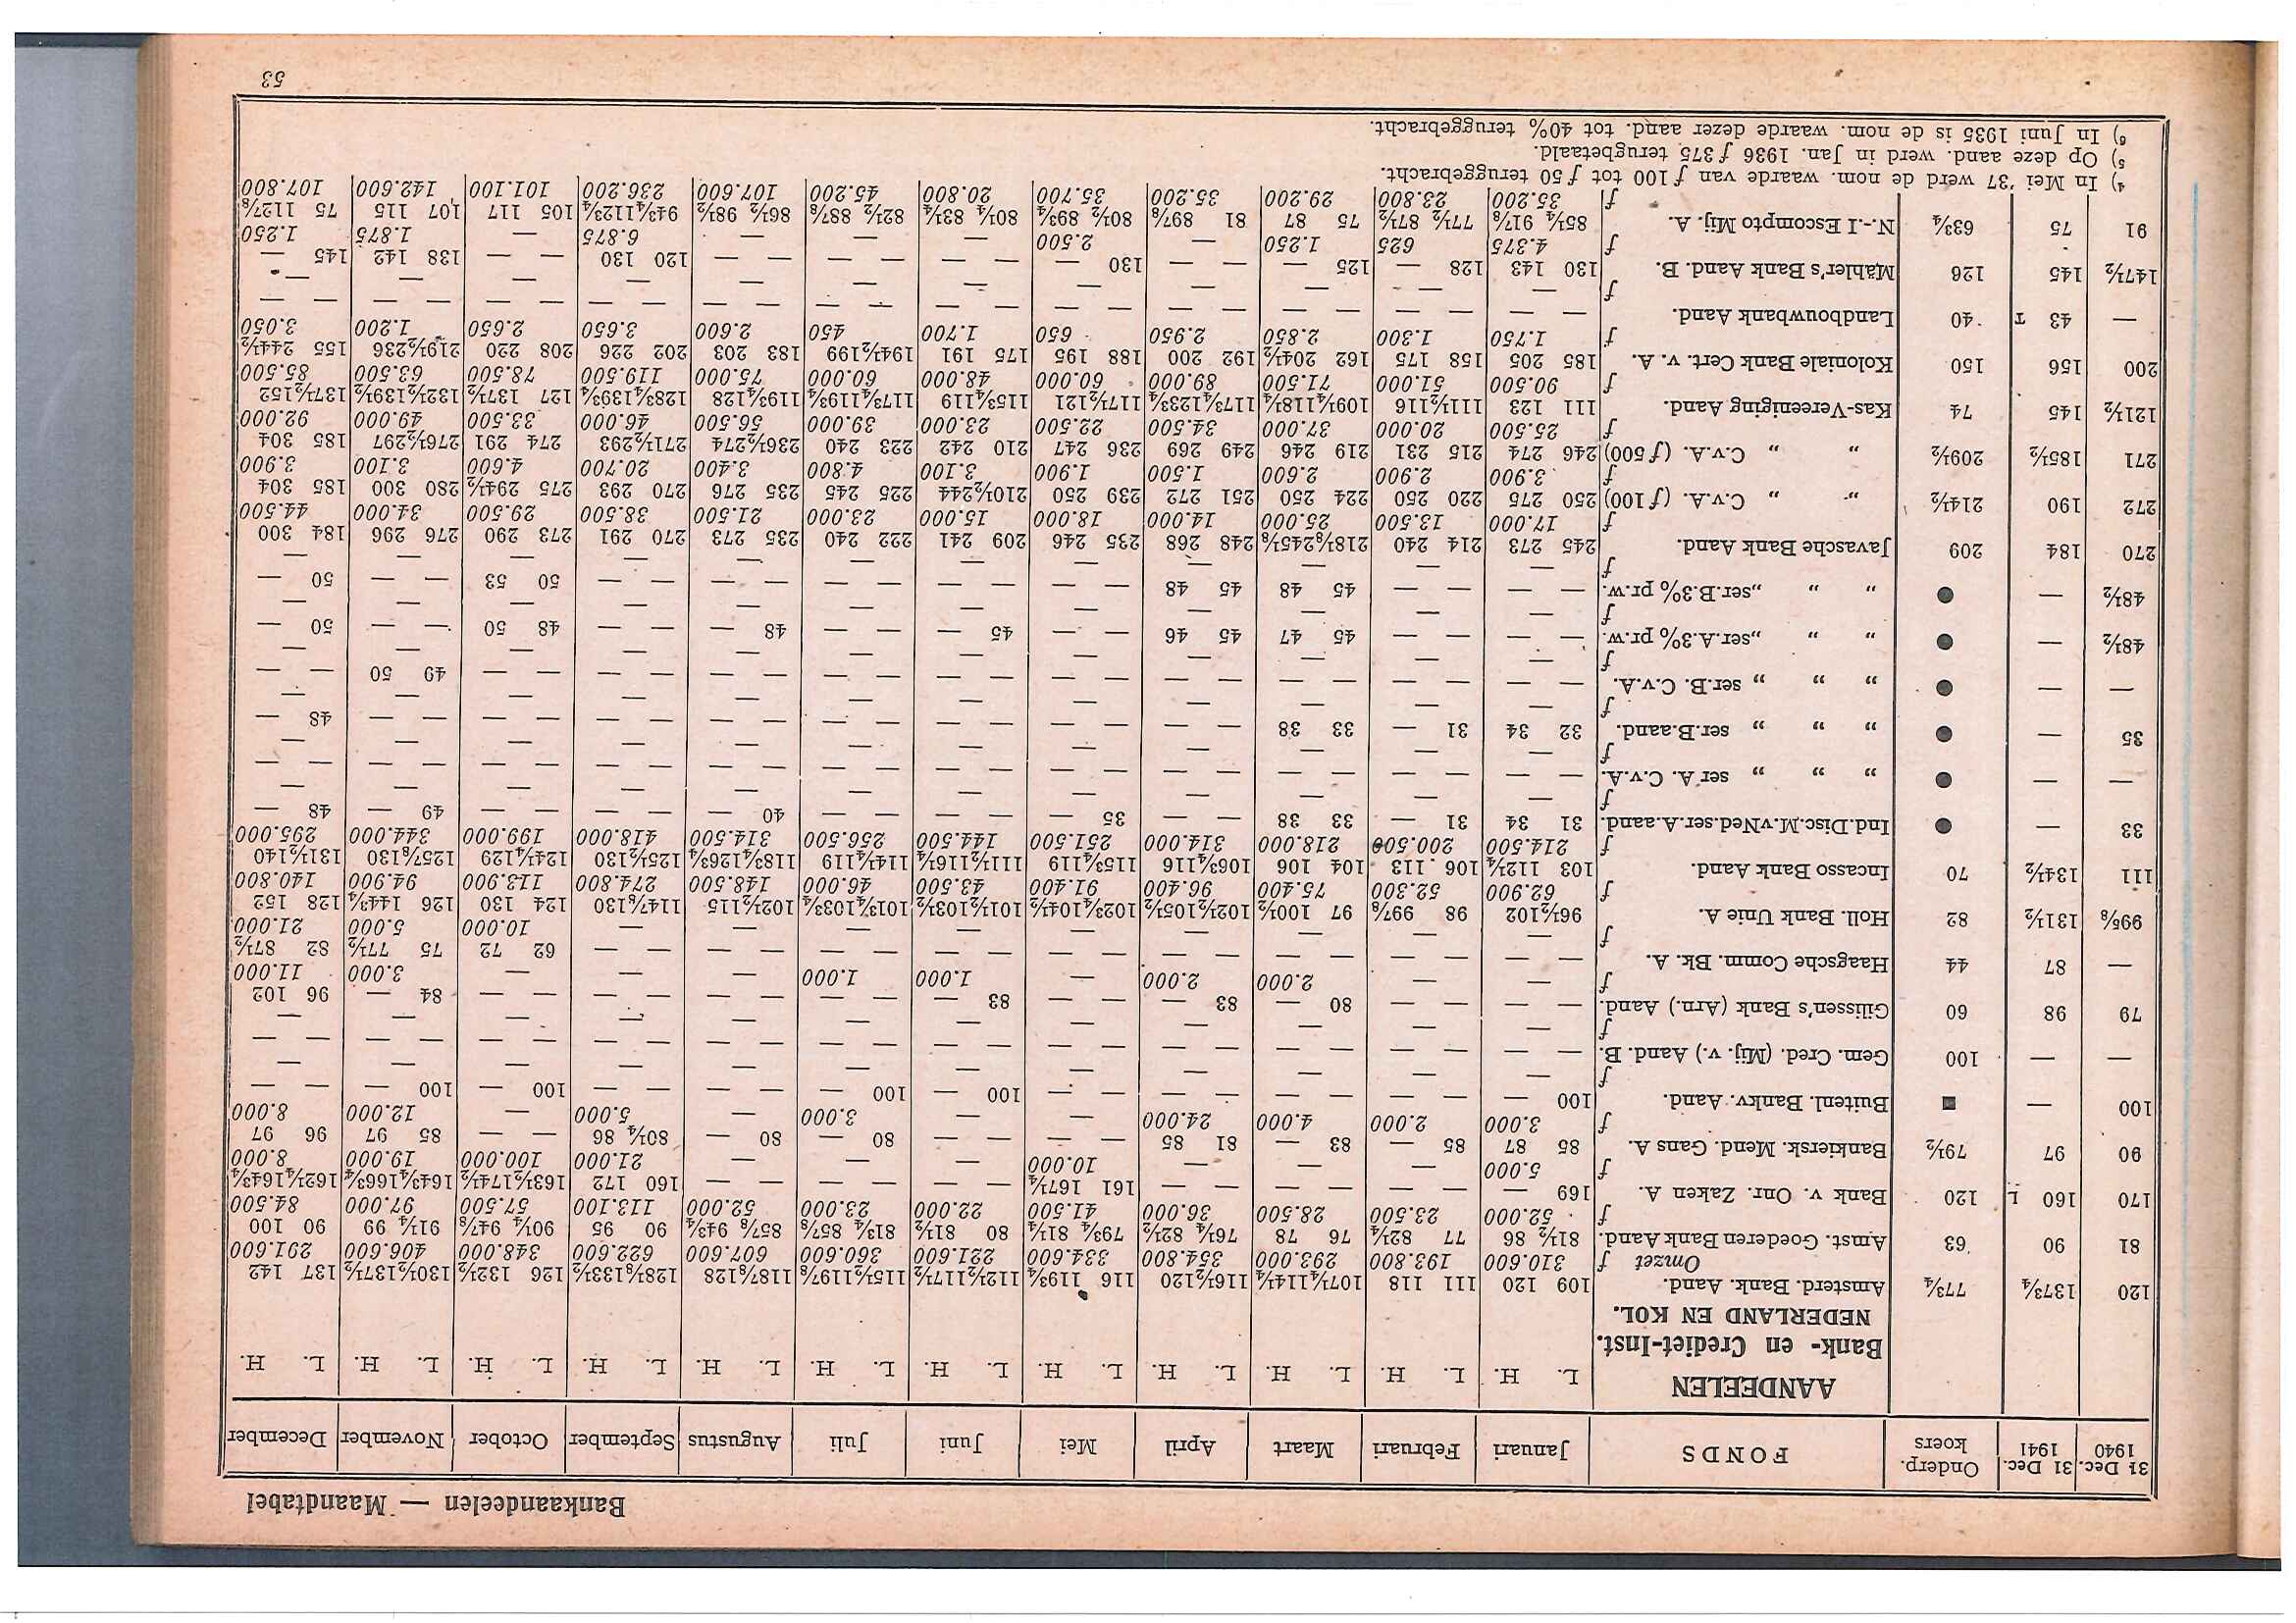 Bankaandeelen — Maandtabel
31 Dec. 1940 31 Dec. 1941 Onderp. koers FONDS Januari Februari Maart April Mei Juni Juli Augustus September October November December
AANDEELEN L. H. L. H. L. H. L. H. L. H. L. H. L. H. L. H. L. H. L. H. L. H. L. H.
Bank- en Crediet-Inst.
NEDERLAND EN KOL.
120 137¾ 77¾ Amsterd. Bank. Aand. 109 120 111 118 107¼ 114¼ 116½ 120 116 119¾ 112½ 117½ 115½ 119⅞ 118⅞ 128 128⅛ 133½ 126 132½ 130½ 137½ 137 142
Omzet f 310.600 193.800 293.000 354.800 334.600 221.600 360.600 607.600 622.600 348.000 406.600 291.600
81 90 63 Amst. Goederen Bank Aand. 81½ 86 77 82¼ 76 78 76¼ 82½ 79¾ 81¼ 80 81½ 81¾ 85⅞ 85⅞ 94¾ 90 95 90¼ 94⅞ 91¼ 99 90 100
f 52.000 23.500 28.500 36.000 41.500 22.000 23.000 52.000 113.100 57.500 97.000 84.500
170 160 L 120 Bank v. Onr. Zaken A. 169 — — — — — — — 161 167¼ — — — — — — 160 172 163½ 174½ 164¾ 166¾ 162¼ 164¾
f 5.000 — — — 10.000 — — — 21.000 100.000 19.000 8.000
90 97 79½ Bankiersk. Mend. Gans A. 85 87 85 — 83 — 81 85 — — — — 80 — 80 — 80¼ 86 — — 85 97 96 97
f 3.000 2.000 4.000 24.000 — — 3.000 — 5.000 — 12.000 8.000
100 — ■ Buitenl. Bankv. Aand. 100 — — — — — — — — — 100 — 100 — — — — — 100 — 100 — — —
f — — — — — — — — — — — —
— — 100 Gem. Cred. (Mij. v.) Aand. B. — — — — — — — — — — — — — — — — — — — — — — — —
f — — — — — — — — — — — —
79 98 60 Gilissen's Bank (Arn.) Aand. — — — — 80 — 83 — — — 83 — — — — — — — — — 84 — 96 102
f — — 2.000 2.000 — 1.000 1.000 — — — 3.000 11.000
— 87 44 Haagsche Comm. Bk. A. — — — — — — — — — — — — — — — — — — 62 72 75 77½ 82 87½
f — — — — — — — — — 10.000 5.000 21.000
99⅝ 131½ 82 Holl. Bank Unie A. 96½ 102 98 99⅞ 97 100½ 102½ 105½ 102¾ 104½ 101½ 103½ 101¾ 103¾ 102½ 115 114⅞ 130 124 130 126 144¾ 128 152
f 62.900 52.300 75.400 96.400 91.400 43.500 46.000 148.500 274.800 113.900 94.900 140.800
111 134½ 70 Incasso Bank Aand. 103 112¼ 106 113 104 106 106¾ 116 115¾ 119 111½ 116¼ 114¼ 119 118¾ 126¾ 125½ 130 124¼ 129 125⅞ 130 131½ 140
f 214.500 200.500 218.000 314.000 251.500 144.500 256.500 314.500 418.000 199.000 344.000 295.000
33 — ● Ind.Disc.M.vNed.ser.A.aand. 31 34 31 — 33 38 — — 35 — — — — — 40 — — — — — 49 — 48 —
f — — — — — — — — — — — —
— — ● „ „ „ ser A. C.v.A. — — — — — — — — — — — — — — — — — — — — — — — —
f — — — — — — — — — — — —
35 — ● „ „ „ ser.B.aand. 32 34 31 — 33 38 — — — — — — — — — — — — — — — — 48 —
f — — — — — — — — — — — —
— — ● „ „ „ ser.B. C.v.A. — — — — — — — — — — — — — — — — — — — — 49 50 — —
f — — — — — — — — — — — —
48½ — ● „ „ „ser.A.3% pr.w. — — — — 45 47 45 46 — — 45 — — — 48 — — — 48 50 — — 50 —
f — — — — — — — — — — — —
48½ — ● „ „ „ser.B.3% pr.w. — — — — 45 48 45 48 — — — — — — — — — — 50 53 — — 50 —
f — — — — — — — — — — — —
270 184 209 Javasche Bank Aand. 245 273 214 240 218⅛ 245⅛ 248 268 235 246 209 241 222 240 235 273 270 291 273 290 276 296 184 300
f 17.000 13.500 25.000 14.000 18.000 15.000 23.000 21.500 38.500 29.500 34.000 44.500
272 190 214½ „ „ C.v.A. (f 100) 250 275 220 250 224 250 251 272 239 250 210½ 244 225 245 235 276 270 293 275 294½ 280 300 185 304
f 3.900 2.900 2.600 1.500 1.900 3.100 4.800 3.400 20.700 4.600 3.100 3.900
271 185½ 209½ „ „ C.v.A. (f 500) 246 274 215 231 219 246 249 269 236 247 210 242 223 240 236½ 274 271½ 293 274 291 276½ 297 185 304
f 25.500 20.000 37.000 34.500 22.500 23.000 39.000 56.500 46.000 33.500 49.000 92.000
121½ 145 74 Kas-Vereeniging Aand. 111 123 111½ 116 109¼ 118¼ 117¾ 123¾ 117½ 121 115¾ 119 117¾ 119¾ 119¾ 128 128¾ 139¾ 127 137½ 132½ 139½ 137½ 152
f 90.500 51.000 71.500 89.000 60.000 48.000 60.000 75.000 119.500 78.500 63.500 85.500
200 156 150 Koloniale Bank Cert. v. A. 185 205 158 175 162 204½ 192 200 188 195 175 191 194½ 199 183 203 202 226 208 220 219½ 236 155 244½
f 1.750 1.300 2.850 2.950 650 1.700 450 2.600 3.650 2.650 1.200 3.050
— 43 T 40 Landbouwbank Aand. — — — — — — — — — — — — — — — — — — — — — — — —
f — — — — — — — — — — — —
147½ 145 126 Mähler's Bank Aand. B. 130 143 128 — 125 — — — 130 — — — — — — — 120 130 — — 138 142 145 —
f 4.375 625 1.250 — 2.500 — — — 6.875 — 1.875 1.250
91 75 63¾ N.-I Escompto Mij. A. 85¼ 91⅞ 77½ 87½ 75 87 81 89⅞ 80½ 89¾ 80¼ 83¼ 82½ 88⅞ 86½ 98½ 94¾ 112¾ 105 117 107 115 75 112⅞
f 35.200 23.800 29.200 35.200 35.700 20.800 45.200 107.600 236.200 101.100 142.600 107.800
⁴) In Mei '37 werd de nom. waarde van f 100 tot f 50 teruggebracht.
⁵) Op deze aand. werd in Jan. 1936 f 375 terugbetaald.
⁶) In Juni 1935 is de nom. waarde dezer aand. tot 40% teruggebracht.
53